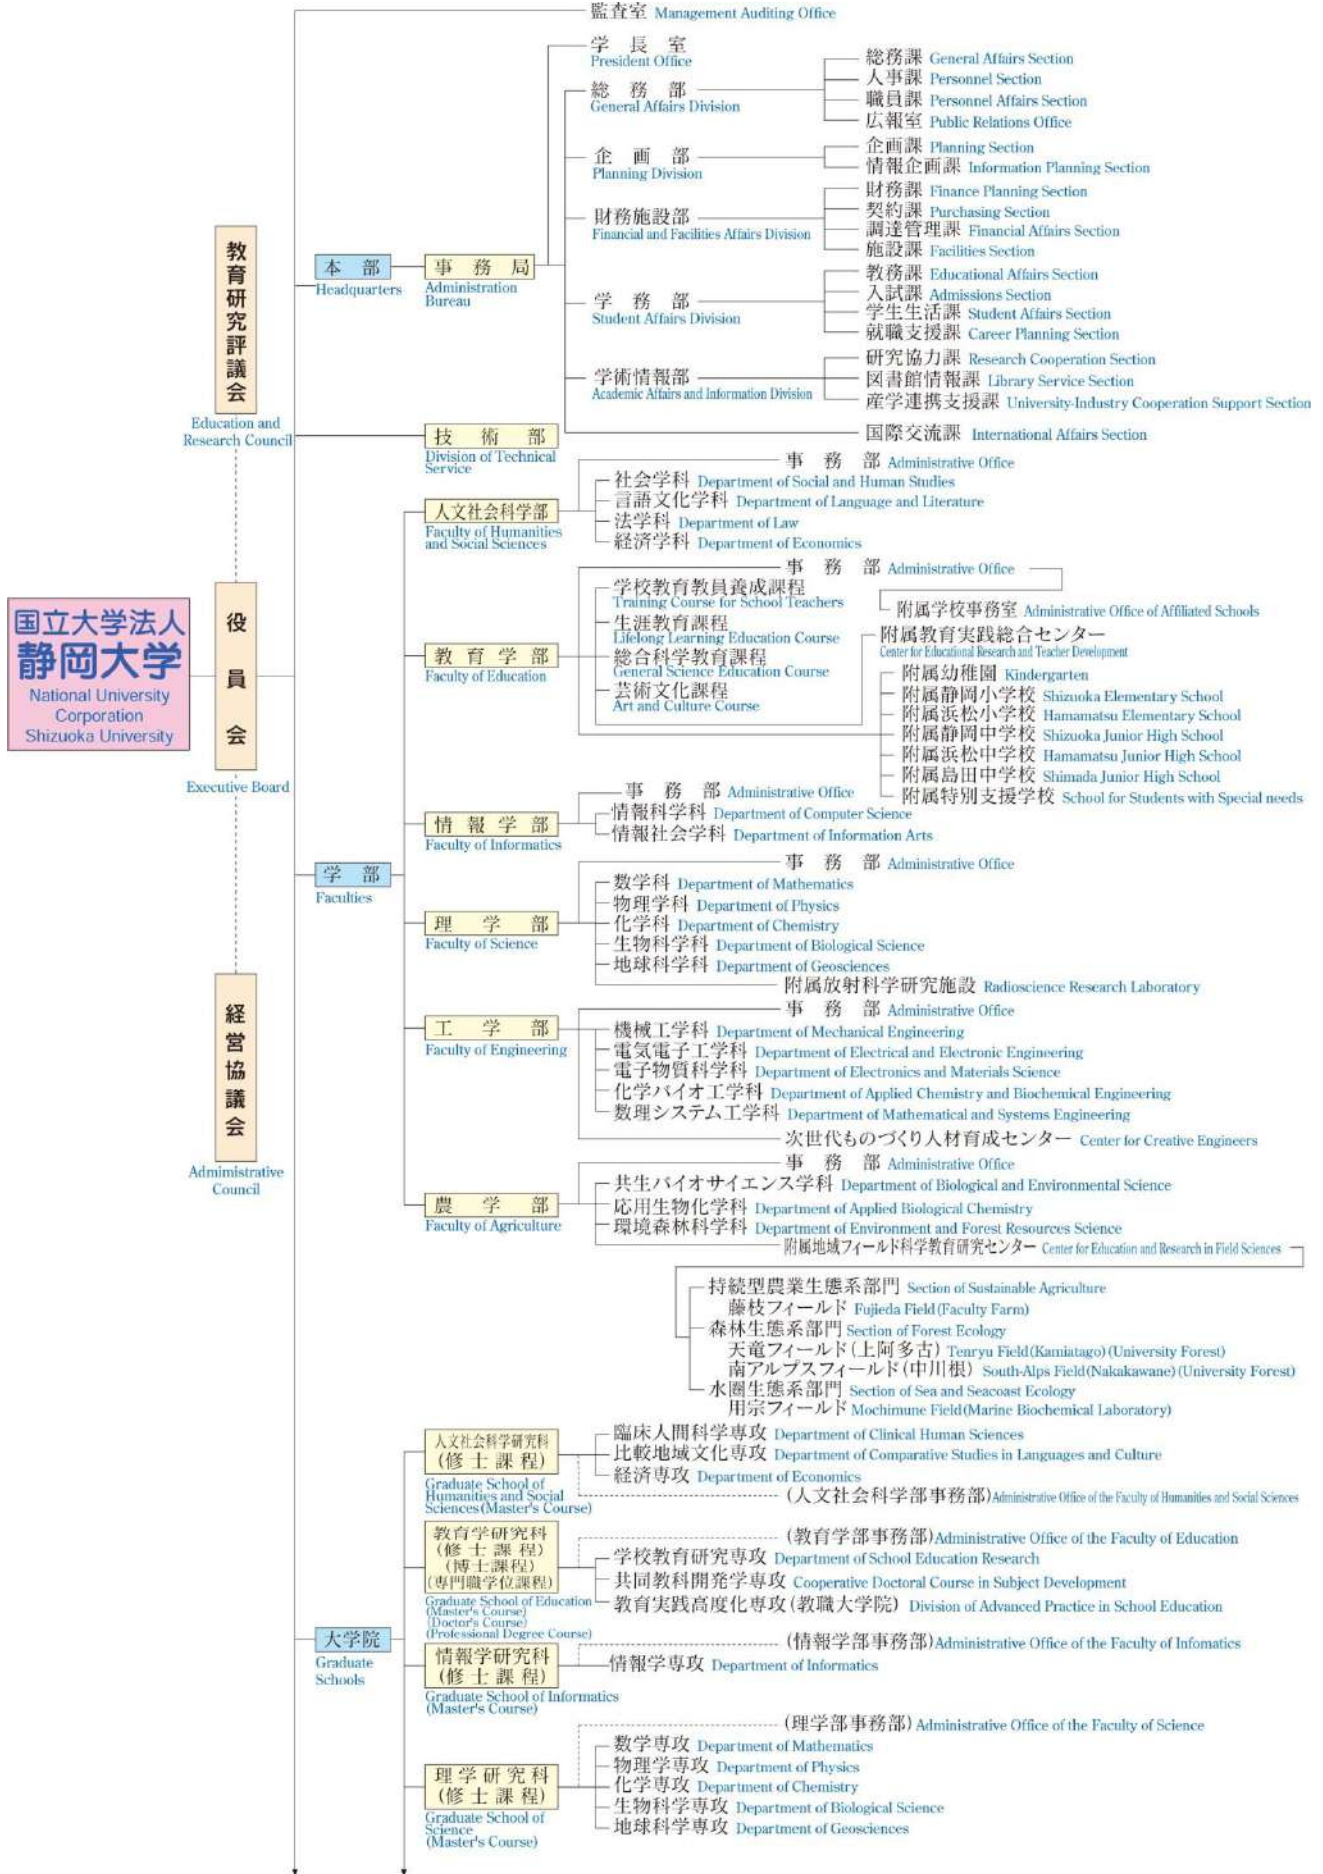 監査室 Management Auditing Office
学長室
President Office
総務部
General Affairs Division
総務課 General Affairs Section
人事課 Personnel Section
職員課 Personnel Affairs Section
広報室 Public Relations Office
企画部
Planning Division
企画課 Planning Section
情報企画課 Information Planning Section
財務施設部
Financial and Facilities Affairs Division
財務課 Finance Planning Section
契約課 Purchasing Section
調達管理課 Financial Affairs Section
施設課 Facilities Section
教育研究評議会
Education and
Research Council
本部
Headquarters
事務局
Administration
Bureau
学務部
Student Affairs Division
教務課 Educational Affairs Section
入試課 Admissions Section
学生生活課 Student Affairs Section
就職支援課 Career Planning Section
学術情報部
Academic Affairs and Information Division
研究協力課 Research Cooperation Section
図書館情報課 Library Service Section
産学連携支援課 University-Industry Cooperation Support Section
国際交流課 International Affairs Section
技術部
Division of Technical
Service
人文社会科学部
Faculty of Humanities
and Social Sciences
事務部 Administrative Office
社会学科 Department of Social and Human Studies
言語文化学科 Department of Language and Literature
法学科 Department of Law
経済学科 Department of Economics
国立大学法人
静岡大学
National University
Corporation
Shizuoka University
役員会
Executive Board
教育学部
Faculty of Education
事務部 Administrative Office
附属学校事務室 Administrative Office of Affiliated Schools
学校教育教員養成課程
Training Course for School Teachers
生涯教育課程
Lifelong Learning Education Course
総合科学教育課程
General Science Education Course
芸術文化課程
Art and Culture Course
附属教育実践総合センター
Center for Educational Research and Teacher Development
附属幼稚園 Kindergarten
附属静岡小学校 Shizuoka Elementary School
附属浜松小学校 Hamamatsu Elementary School
附属静岡中学校 Shizuoka Junior High School
附属浜松中学校 Hamamatsu Junior High School
附属島田中学校 Shimada Junior High School
附属特別支援学校 School for Students with Special needs
学部
Faculties
情報学部
Faculty of Informatics
事務部 Administrative Office
情報科学科 Department of Computer Science
情報社会学科 Department of Information Arts
理学部
Faculty of Science
事務部 Administrative Office
数学科 Department of Mathematics
物理学科 Department of Physics
化学科 Department of Chemistry
生物科学科 Department of Biological Science
地球科学科 Department of Geosciences
附属放射科学研究施設 Radioscience Research Laboratory
経営協議会
Admimistrative
Council
工学部
Faculty of Engineering
事務部 Administrative Office
機械工学科 Department of Mechanical Engineering
電気電子工学科 Department of Electrical and Electronic Engineering
電子物質科学科 Department of Electronics and Materials Science
化学バイオ工学科 Department of Applied Chemistry and Biochemical Engineering
数理システム工学科 Department of Mathematical and Systems Engineering
次世代ものづくり人材育成センター Center for Creative Engineers
農学部
Faculty of Agriculture
事務部 Administrative Office
共生バイオサイエンス学科 Department of Biological and Environmental Science
応用生物化学科 Department of Applied Biological Chemistry
環境森林科学科 Department of Environment and Forest Resources Science
附属地域フィールド科学教育研究センター Center for Education and Research in Field Sciences
持続型農業生態系部門 Section of Sustainable Agriculture
藤枝フィールド Fujieda Field(Faculty Farm)
森林生態系部門 Section of Forest Ecology
天竜フィールド(上阿多古) Tenryu Field(Kamiatago)(University Forest)
南アルプスフィールド(中川根) South-Alps Field(Nakakawane)(University Forest)
水圏生態系部門 Section of Sea and Seacoast Ecology
用宗フィールド Mochimune Field(Marine Biochemical Laboratory)
大学院
Graduate
Schools
人文社会科学研究科
(修士課程)
Graduate School of
Humanities and Social
Sciences(Master's Course)
臨床人間科学専攻 Department of Clinical Human Sciences
比較地域文化専攻 Department of Comparative Studies in Languages and Culture
経済専攻 Department of Economics
(人文社会科学部事務部)Administrative Office of the Faculty of Humanities and Social Sciences
教育学研究科
(修士課程)
(博士課程)
(専門職学位課程)
Graduate School of Education
(Master's Course)
(Doctor's Course)
(Professional Degree Course)
(教育学部事務部)Administrative Office of the Faculty of Education
学校教育研究専攻 Department of School Education Research
共同教科開発学専攻 Cooperative Doctoral Course in Subject Development
教育実践高度化専攻(教職大学院) Division of Advanced Practice in School Education
情報学研究科
(修士課程)
Graduate School of Informatics
(Master's Course)
(情報学部事務部)Administrative Office of the Faculty of Infomatics
情報学専攻 Department of Informatics
理学研究科
(修士課程)
Graduate School of
Science
(Master's Course)
(理学部事務部) Administrative Office of the Faculty of Science
数学専攻 Department of Mathematics
物理学専攻 Department of Physics
化学専攻 Department of Chemistry
生物科学専攻 Department of Biological Science
地球科学専攻 Department of Geosciences